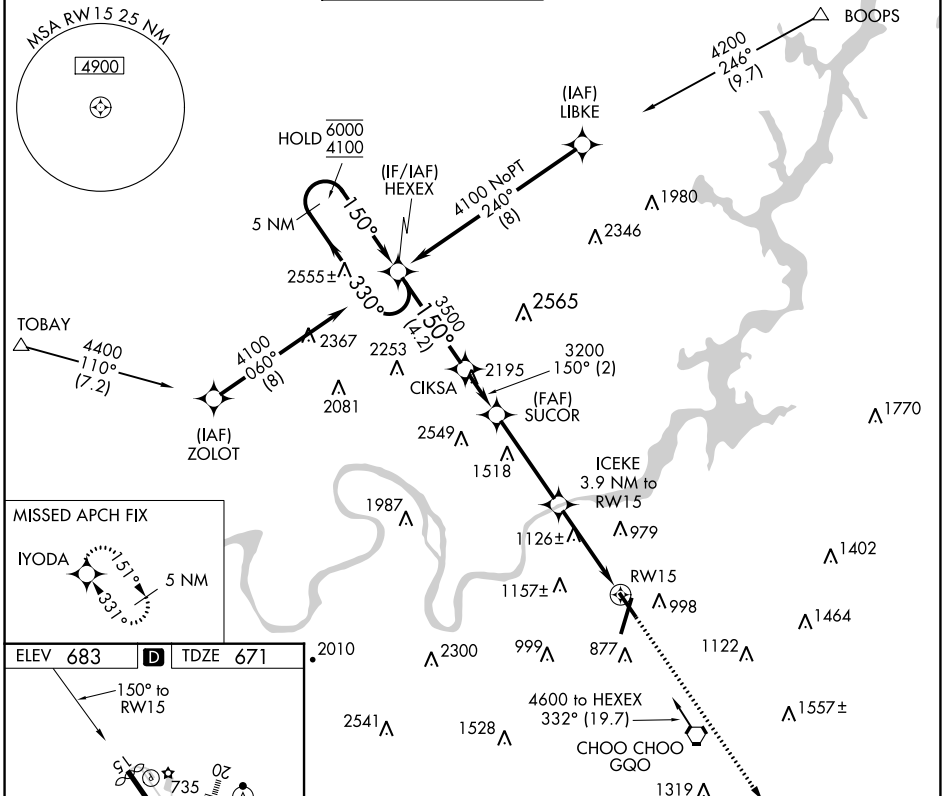 MSA RW15 25 NM
4900
BOOPS
4200
246°
(9.7)
(IAF)
LIBKE
HOLD 6000
4100
(IF/IAF)
HEXEX
4100 NoPT
240°
(8)
5 NM
150°
330°
1980
2346
2555±
2565
3500
150°
(4.2)
TOBAY
4400
110°
(7.2)
4100
060°
(8)
2367
2253
2081
2195
CIKSA
3200
150° (2)
(FAF)
SUCOR
(IAF)
ZOLOT
2549
1518
1770
ICEKE
3.9 NM to
RW15
1987
979
1126±
1402
MISSED APCH FIX
IYODA
151°
331°
5 NM
1157±
RW15
998
1464
ELEV 683
D
TDZE 671
2010
2300
999
877
1122
150° to
RW15
4600 to HEXEX
332° (19.7)
1557±
2541
1528
CHOO CHOO
GQO
735
20
1319